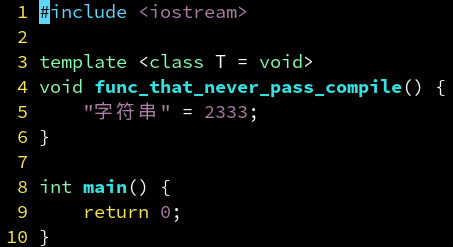 1 #include <iostream>
2
3 template <class T = void>
4 void func_that_never_pass_compile() {
5     "字符串" = 2333;
6 }
7
8 int main() {
9     return 0;
10 }